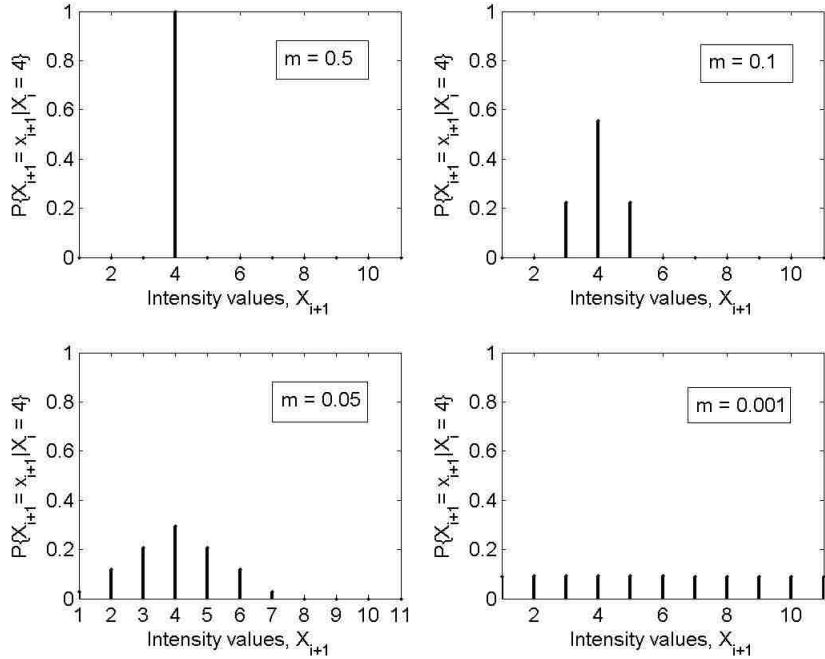 1
0.8
0.6
0.4
0.2
0
P{X_{i+1} = x_{i+1}|X_i = 4}
m = 0.5
2 4 6 8 10
Intensity values, X_{i+1}
1
0.8
0.6
0.4
0.2
0
P{X_{i+1} = x_{i+1}|X_i = 4}
m = 0.1
2 4 6 8 10
Intensity values, X_{i+1}
1
0.8
0.6
0.4
0.2
0
P{X_{i+1} = x_{i+1}|X_i = 4}
m = 0.05
1 2 3 4 5 6 7 8 9 10 11
Intensity values, X_{i+1}
1
0.8
0.6
0.4
0.2
0
P{X_{i+1} = x_{i+1}|X_i = 4}
m = 0.001
2 4 6 8 10
Intensity values, X_{i+1}